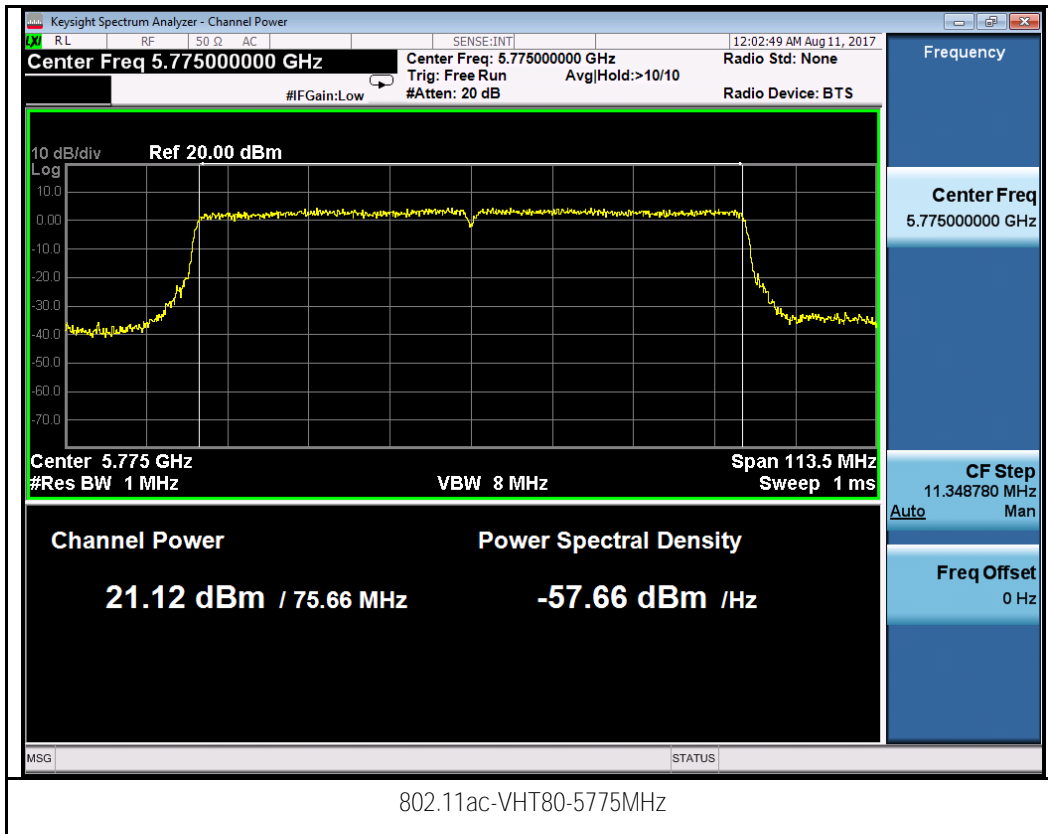 Keysight Spectrum Analyzer - Channel Power
LXI RL RF 50 Ω AC SENSE:INT 12:02:49 AM Aug 11, 2017
Center Freq 5.775000000 GHz
Center Freq: 5.775000000 GHz
Radio Std: None
Trig: Free Run Avg|Hold:>10/10
#IFGain:Low
#Atten: 20 dB
Radio Device: BTS
10 dB/div Ref 20.00 dBm
Log
10.0
0.00
-10.0
-20.0
-30.0
-40.0
-50.0
-60.0
-70.0
Center 5.775 GHz Span 113.5 MHz
#Res BW 1 MHz VBW 8 MHz Sweep 1 ms
Channel Power
21.12 dBm / 75.66 MHz
Power Spectral Density
-57.66 dBm /Hz
MSG STATUS
Frequency
Center Freq
5.775000000 GHz
CF Step
11.348780 MHz
Auto Man
Freq Offset
0 Hz
802.11ac-VHT80-5775MHz